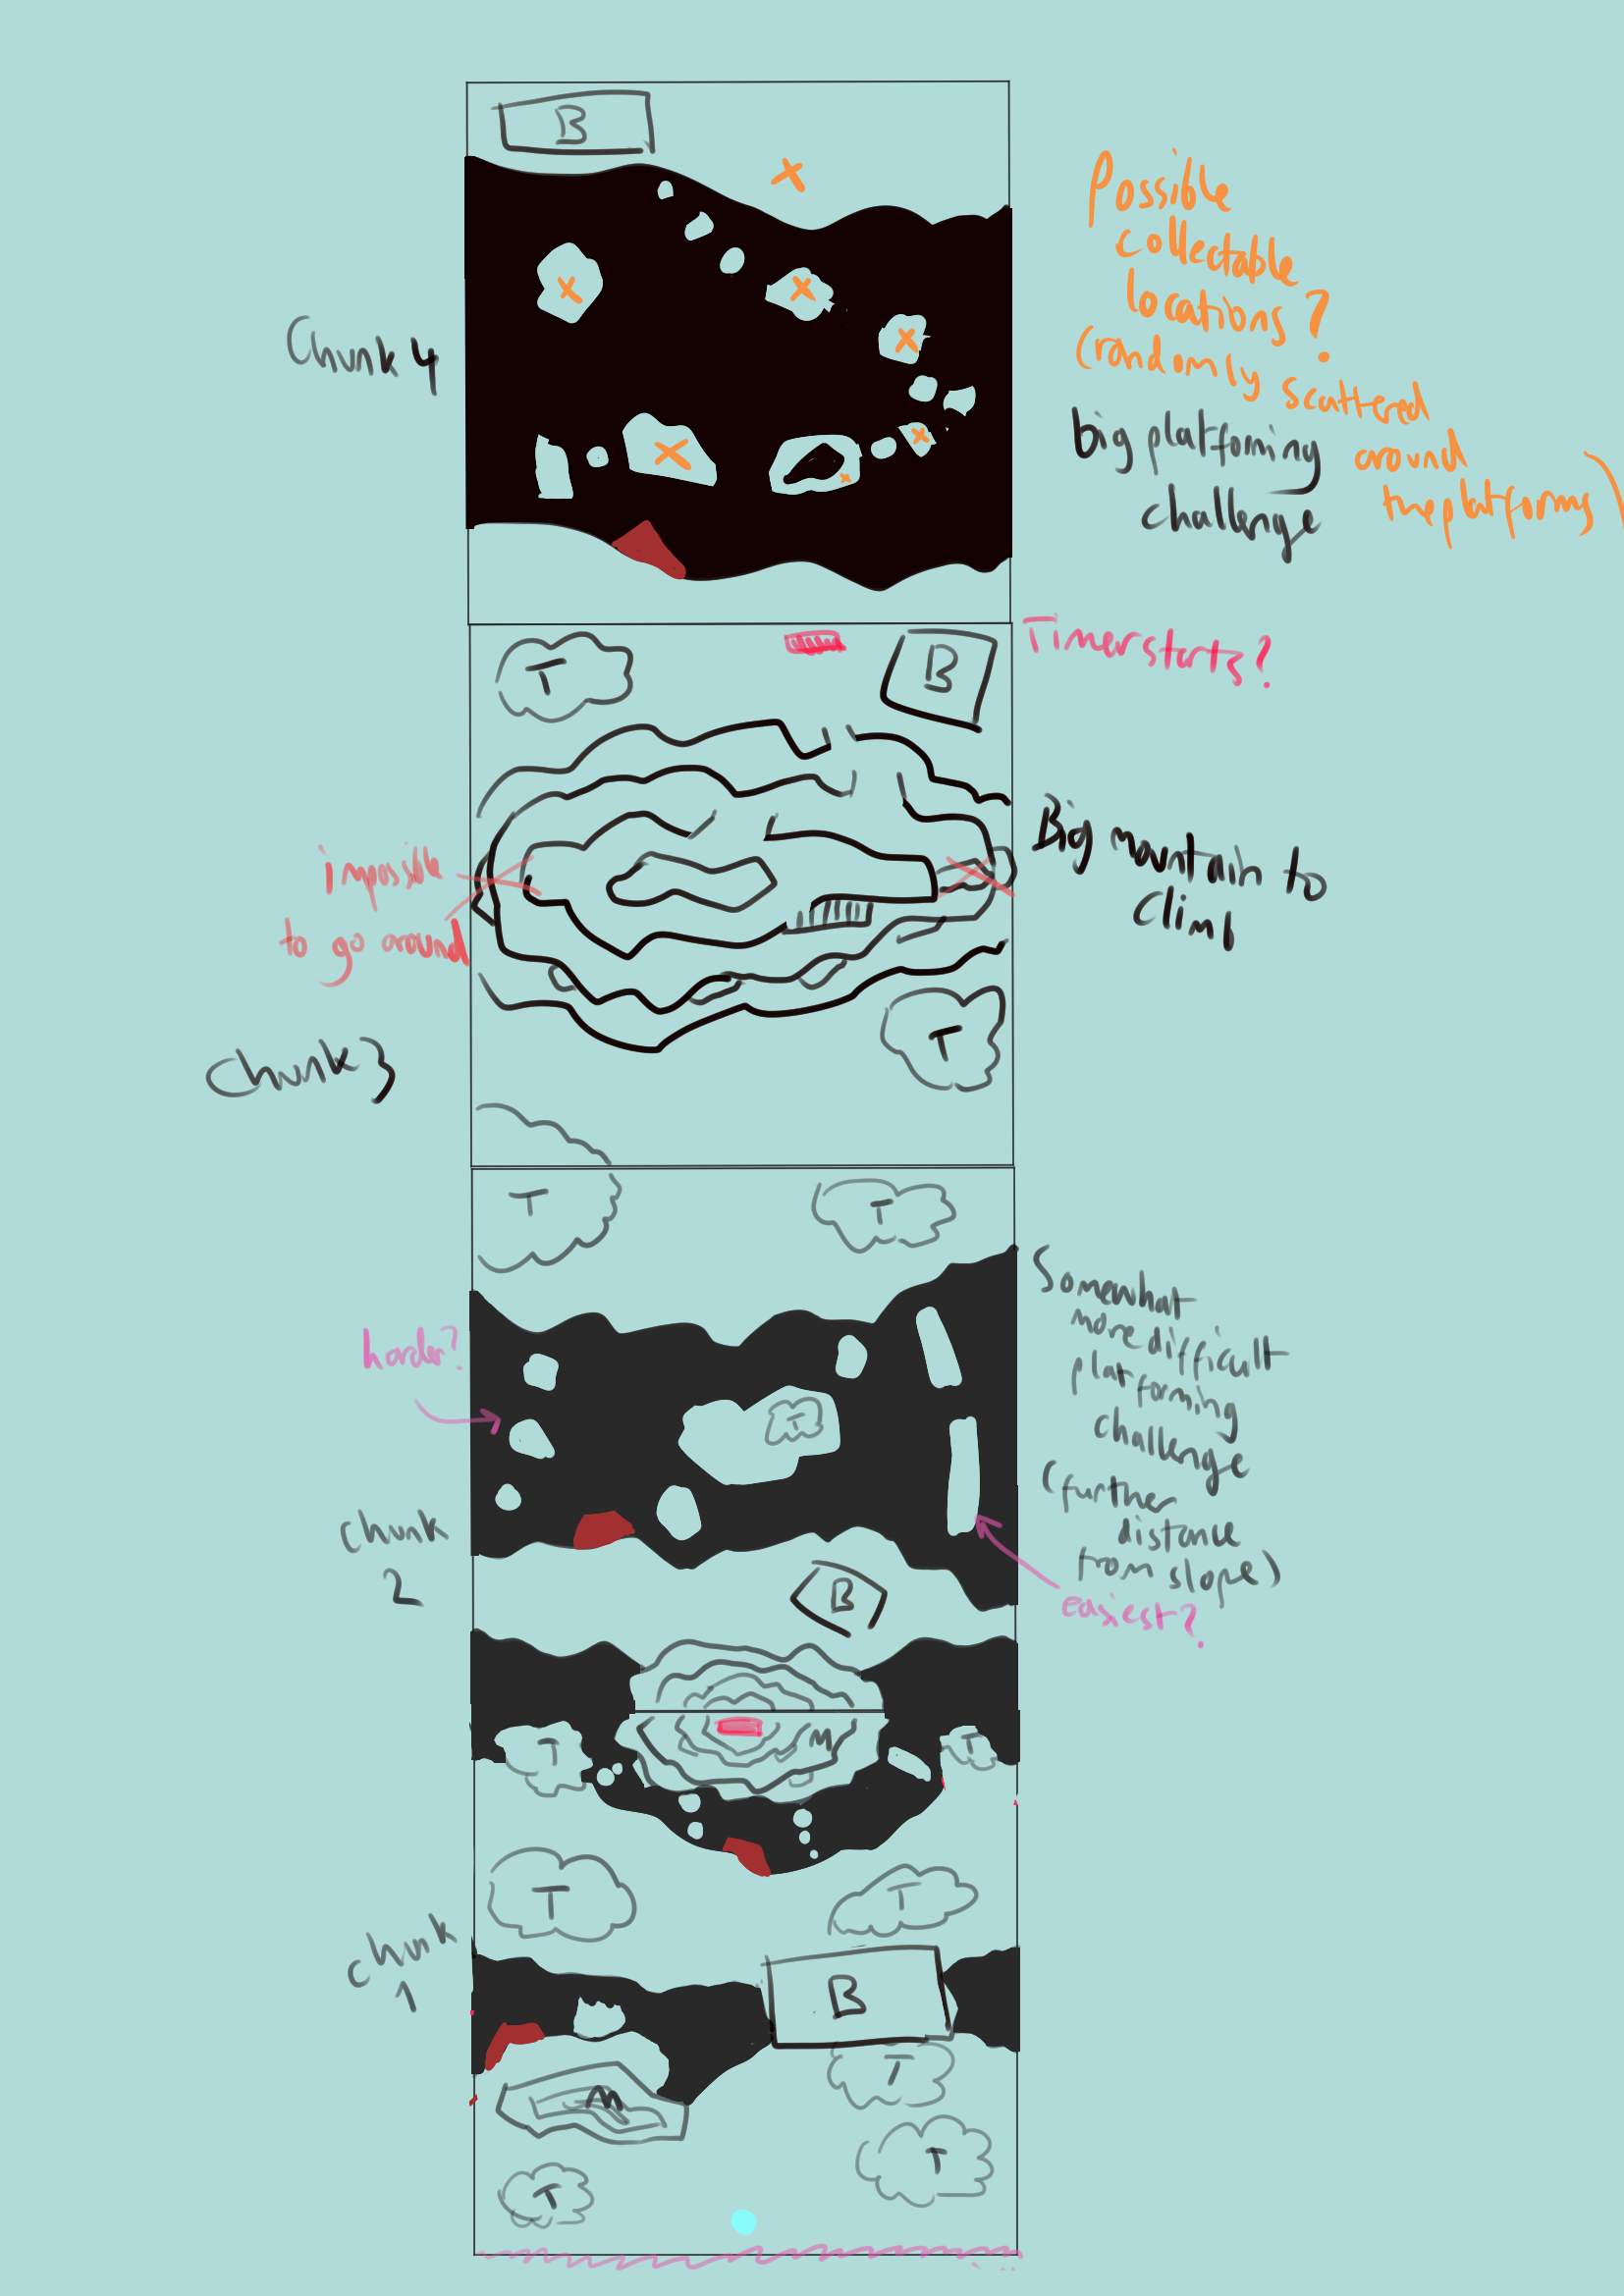 B
Possible
collectable
locations?
(randomly scattered
around
the platforms)
Chunk 4
big platforming
challenge
T
B
Timer starts?
impossible
to go around
Big mountain to
Climb
T
Chunk 3
T
T
Somewhat
more difficult
platforming
challenge
(further
distance
from slope)
harder?
T
chunk
2
B
easiest?
M
T
T
T
T
chunk
1
B
T
M
T
T